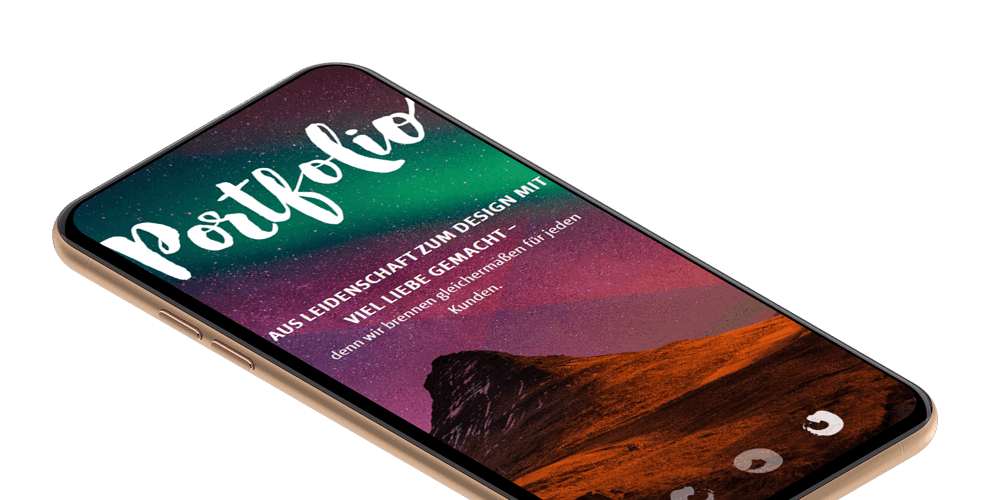 Portfolio
AUS LEIDENSCHAFT ZUM DESIGN MIT
VIEL LIEBE GEMACHT –
denn wir brennen gleichermaßen für jeden
Kunden.